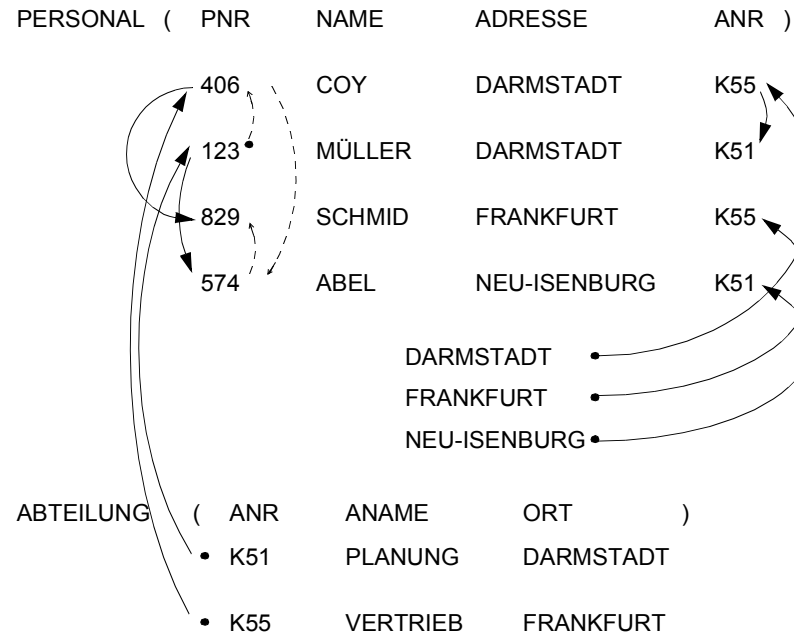 PERSONAL ( PNR NAME ADRESSE ANR )
406 COY DARMSTADT K55
123 MÜLLER DARMSTADT K51
829 SCHMID FRANKFURT K55
574 ABEL NEU-ISENBURG K51
DARMSTADT
FRANKFURT
NEU-ISENBURG
ABTEILUNG ( ANR ANAME ORT )
K51 PLANUNG DARMSTADT
K55 VERTRIEB FRANKFURT